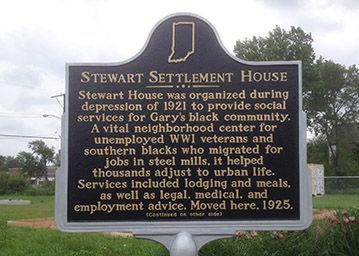 STEWART SETTLEMENT HOUSE
Stewart House was organized during
depression of 1921 to provide social
services for Gary's black community.
A vital neighborhood center for
unemployed WWI veterans and
southern blacks who migrated for
jobs in steel mills, it helped
thousands adjust to urban life.
Services included lodging and meals,
as well as legal, medical, and
employment advice. Moved here, 1925.
(Continued on other side)